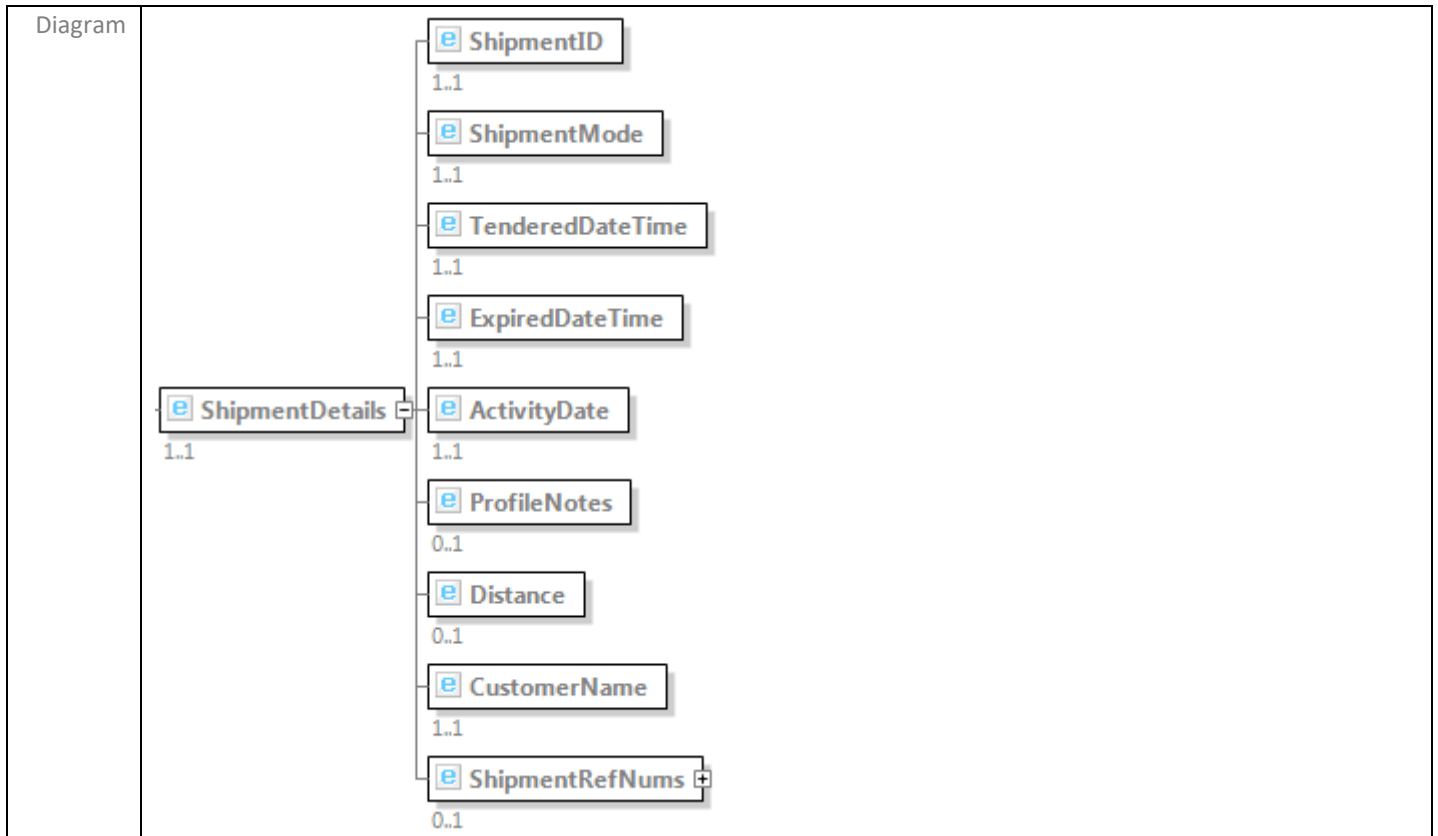 Diagram
e ShipmentID
1..1
e ShipmentMode
1..1
e TenderedDateTime
1..1
e ExpiredDateTime
1..1
e ShipmentDetails
1..1
e ActivityDate
1..1
e ProfileNotes
0..1
e Distance
0..1
e CustomerName
1..1
e ShipmentRefNums
0..1